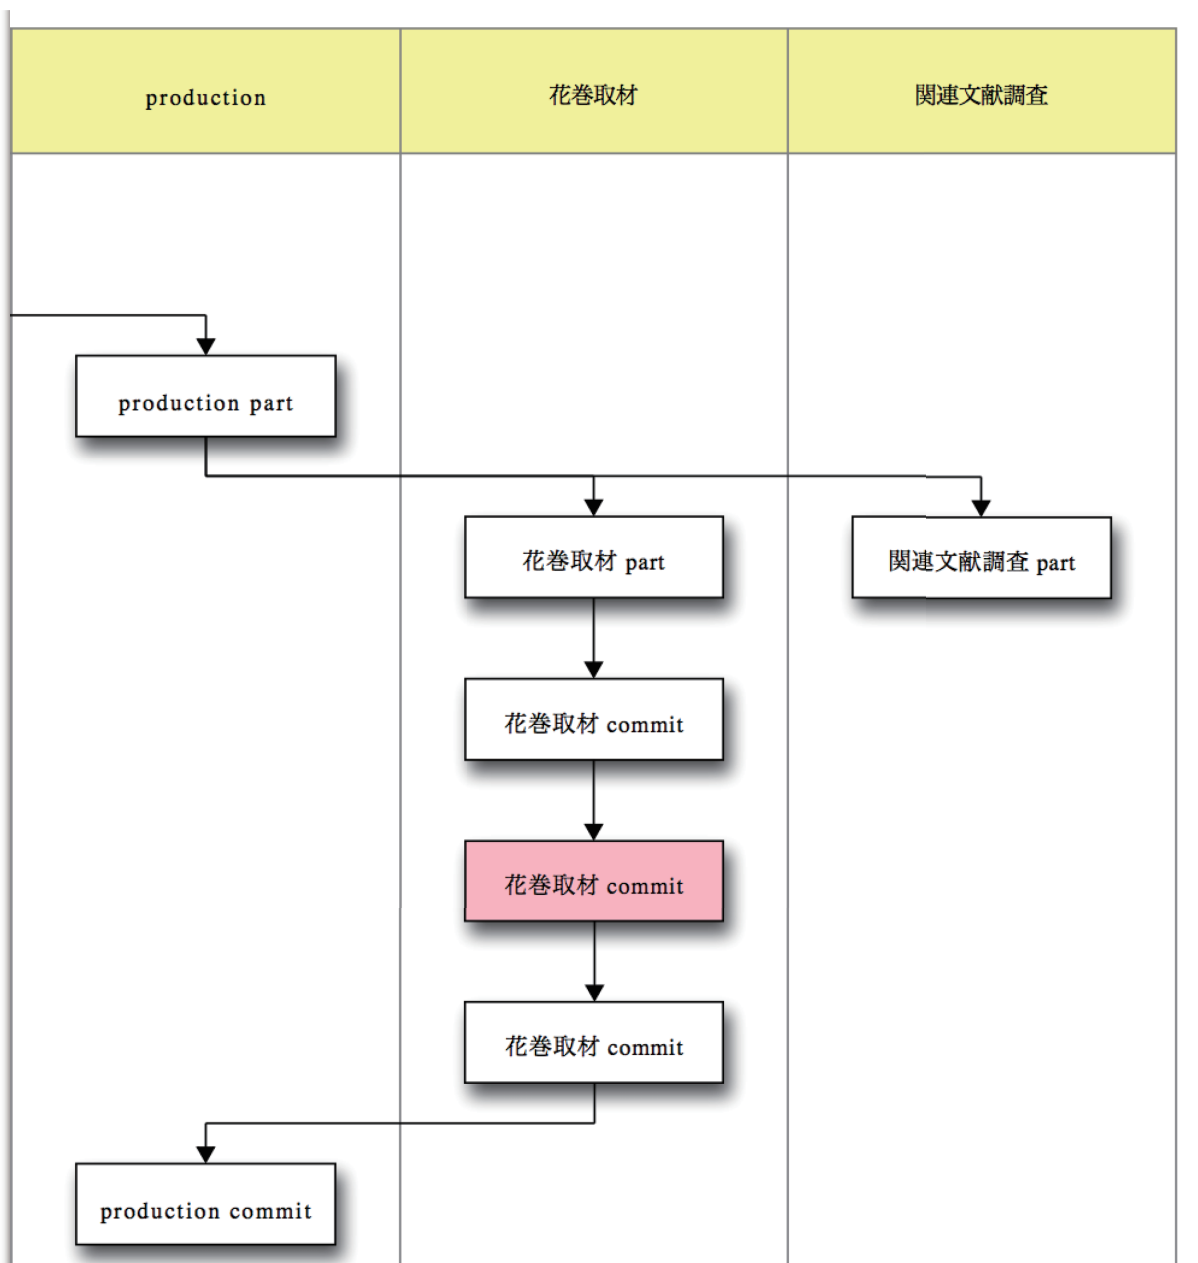 production
花巻取材
関連文献調査
production part
花巻取材 part
関連文献調査 part
花巻取材 commit
花巻取材 commit
花巻取材 commit
production commit